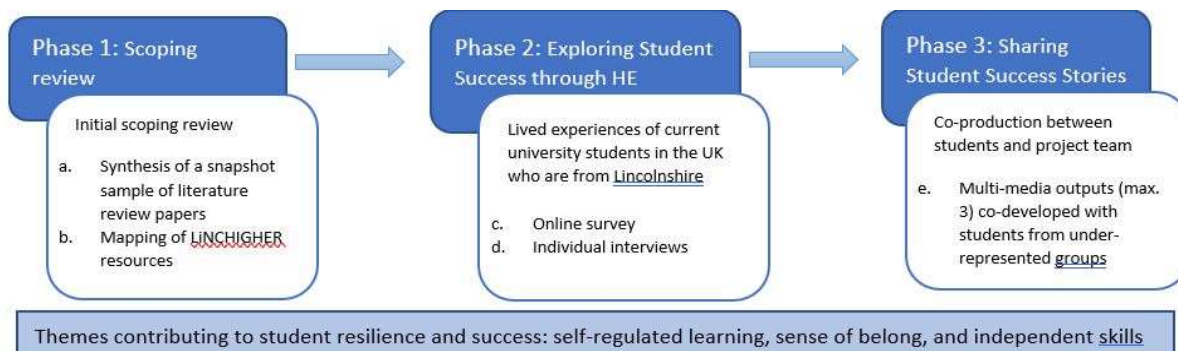 Phase 1: Scoping
review
Initial scoping review
a. Synthesis of a snapshot
sample of literature
review papers
b. Mapping of LiNCHIGHER
resources
Phase 2: Exploring Student
Success through HE
Lived experiences of current
university students in the UK
who are from Lincolnshire
c. Online survey
d. Individual interviews
Phase 3: Sharing
Student Success Stories
Co-production between
students and project team
e. Multi-media outputs (max.
3) co-developed with
students from under-
represented groups
Themes contributing to student resilience and success: self-regulated learning, sense of belong, and independent skills